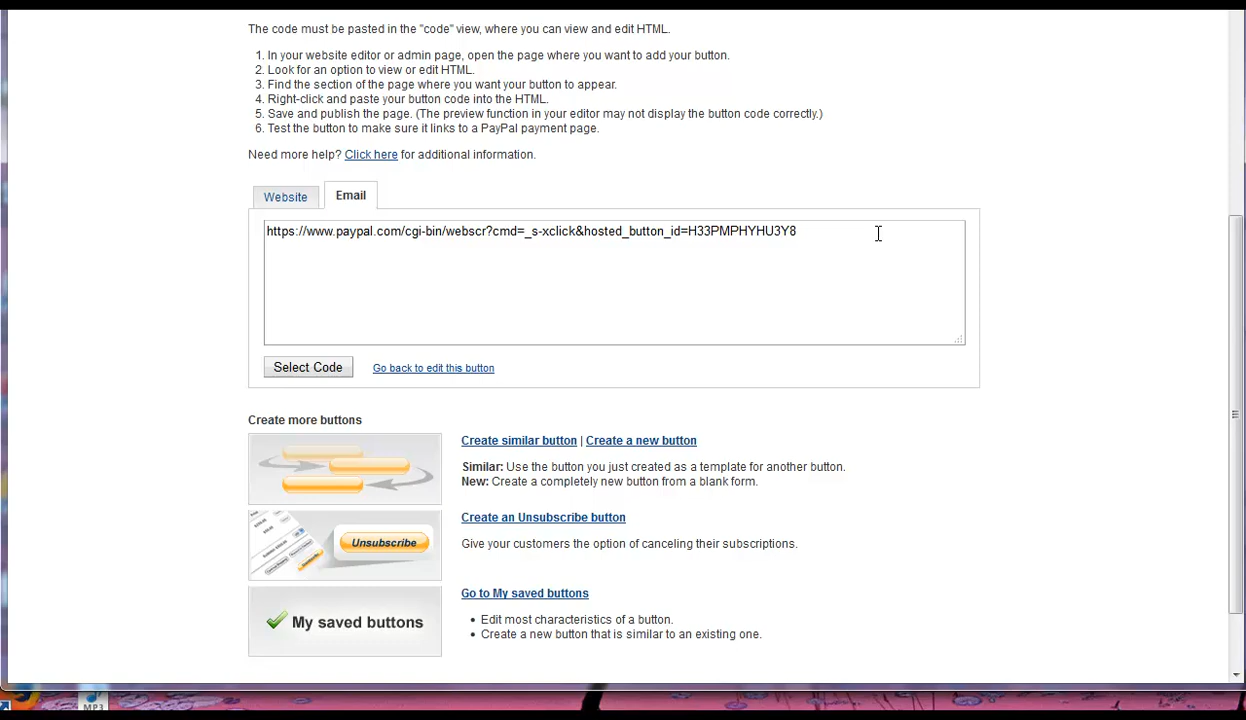 The code must be pasted in the "code" view, where you can view and edit HTML.
1. In your website editor or admin page, open the page where you want to add your button.
2. Look for an option to view or edit HTML.
3. Find the section of the page where you want your button to appear.
4. Right-click and paste your button code into the HTML.
5. Save and publish the page. (The preview function in your editor may not display the button code correctly.)
6. Test the button to make sure it links to a PayPal payment page.
Need more help? Click here for additional information.
Website
Email
https://www.paypal.com/cgi-bin/webscr?cmd=_s-xclick&hosted_button_id=H33PMPHYHU3Y8
Select Code
Go back to edit this button
Create more buttons
Create similar button | Create a new button
Similar: Use the button you just created as a template for another button.
New: Create a completely new button from a blank form.
Unsubscribe
Create an Unsubscribe button
Give your customers the option of canceling their subscriptions.
My saved buttons
Go to My saved buttons
• Edit most characteristics of a button.
• Create a new button that is similar to an existing one.
MP3